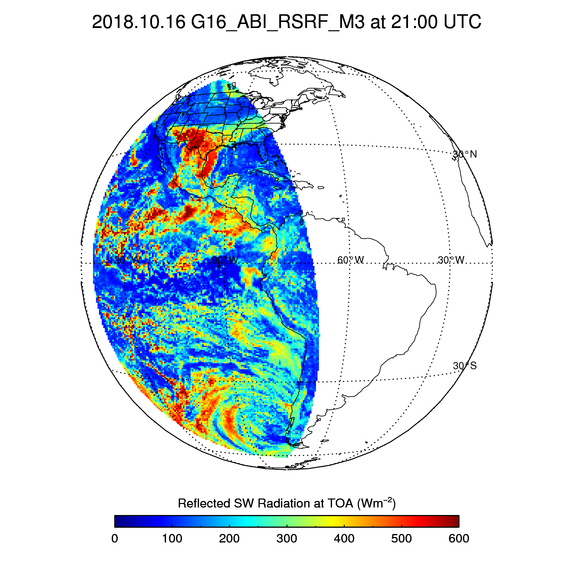 2018.10.16 G16_ABI_RSRF_M3 at 21:00 UTC
30°N
60°W
30°W
30°S
Reflected SW Radiation at TOA (Wm⁻²)
0 100 200 300 400 500 600